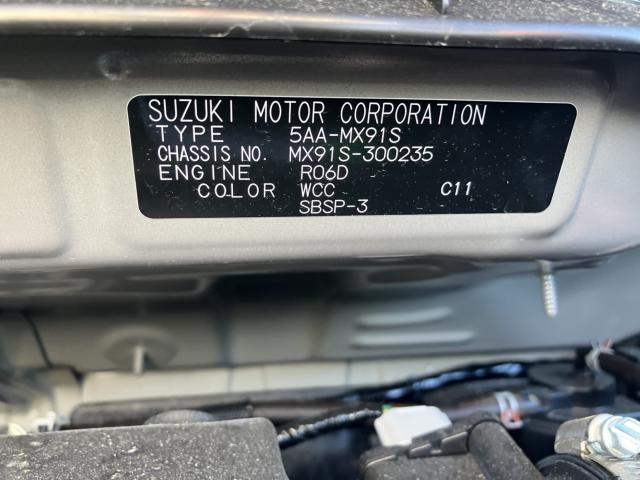 SUZUKI MOTOR CORPORATION
TYPE 5AA-MX91S
CHASSIS NO. MX91S-300235
ENGINE R06D
COLOR WCC C11
SBSP-3